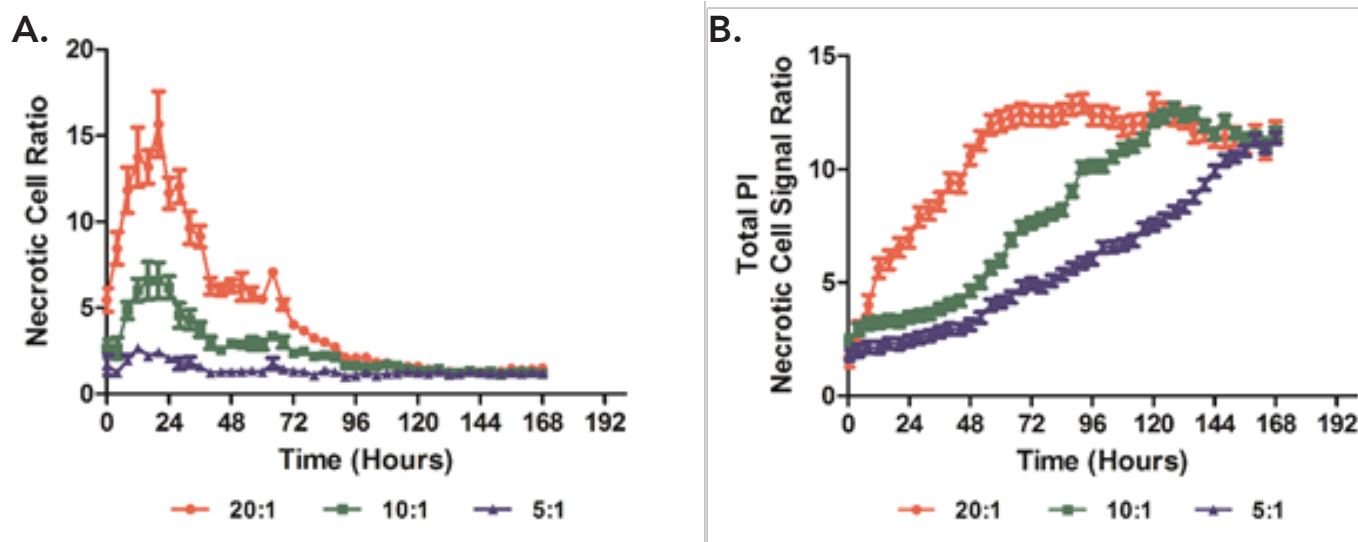 A.
Necrotic Cell Ratio
20
15
10
5
0
0 24 48 72 96 120 144 168 192
Time (Hours)
20:1 10:1 5:1
B.
Total PI
Necrotic Cell Signal Ratio
15
10
5
0
0 24 48 72 96 120 144 168 192
Time (Hours)
20:1 10:1 5:1